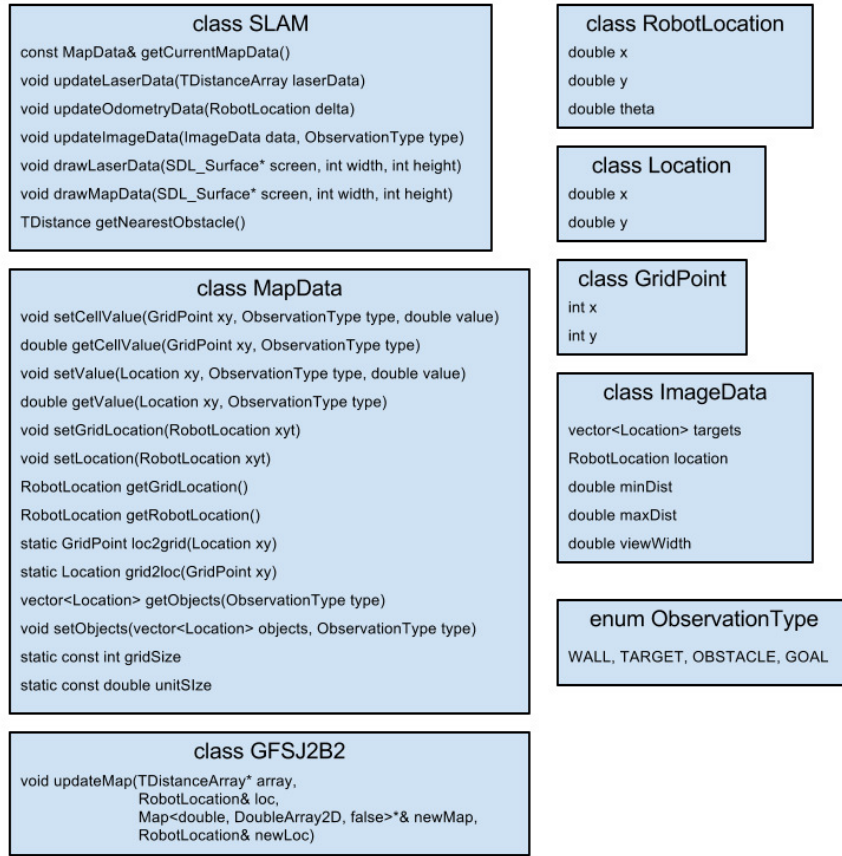 class SLAM
const MapData& getCurrentMapData()
void updateLaserData(TDistanceArray laserData)
void updateOdometryData(RobotLocation delta)
void updateImageData(ImageData data, ObservationType type)
void drawLaserData(SDL_Surface* screen, int width, int height)
void drawMapData(SDL_Surface* screen, int width, int height)
TDistance getNearestObstacle()
class MapData
void setCellValue(GridPoint xy, ObservationType type, double value)
double getCellValue(GridPoint xy, ObservationType type)
void setValue(Location xy, ObservationType type, double value)
double getValue(Location xy, ObservationType type)
void setGridLocation(RobotLocation xyt)
void setLocation(RobotLocation xyt)
RobotLocation getGridLocation()
RobotLocation getRobotLocation()
static GridPoint loc2grid(Location xy)
static Location grid2loc(GridPoint xy)
vector<Location> getObjects(ObservationType type)
void setObjects(vector<Location> objects, ObservationType type)
static const int gridSize
static const double unitSIze
class GFSJ2B2
void updateMap(TDistanceArray* array,
RobotLocation& loc,
Map<double, DoubleArray2D, false>*& newMap,
RobotLocation& newLoc)
class RobotLocation
double x
double y
double theta
class Location
double x
double y
class GridPoint
int x
int y
class ImageData
vector<Location> targets
RobotLocation location
double minDist
double maxDist
double viewWidth
enum ObservationType
WALL, TARGET, OBSTACLE, GOAL